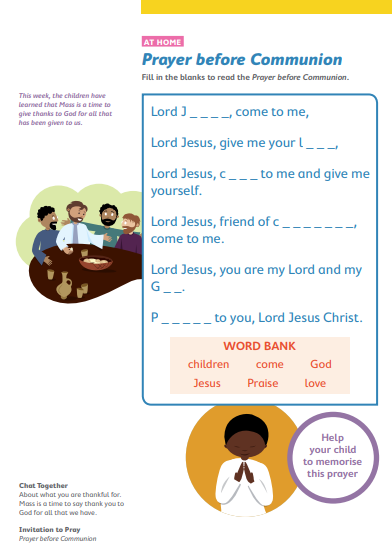 AT HOME
Prayer before Communion
Fill in the blanks to read the Prayer before Communion.
This week, the children have
learned that Mass is a time to
give thanks to God for all that
has been given to us.
Lord J _ _ _ _, come to me,
Lord Jesus, give me your l _ _ _,
Lord Jesus, c _ _ _ to me and give me
yourself.
Lord Jesus, friend of c _ _ _ _ _ _ _,
come to me.
Lord Jesus, you are my Lord and my
G _ _.
P _ _ _ _ _ to you, Lord Jesus Christ.
WORD BANK
children come God
Jesus Praise love
Help
your child
to memorise
this prayer
Chat Together
About what you are thankful for.
Mass is a time to say thank you to
God for all that we have.
Invitation to Pray
Prayer before Communion